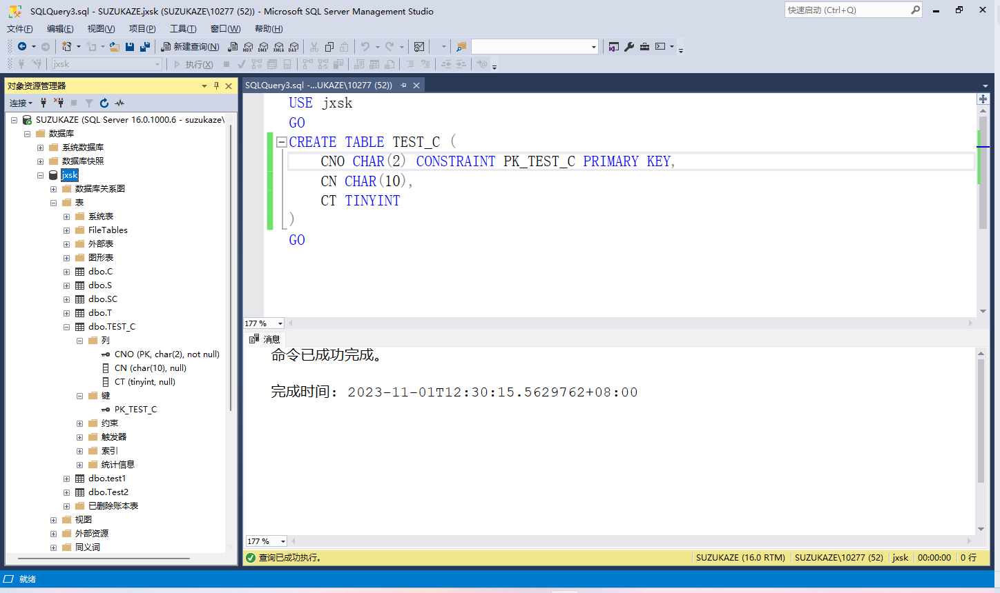 SQLQuery3.sql - SUZUKAZE.jxsk (SUZUKAZE\10277 (52)) - Microsoft SQL Server Management Studio
快速启动 (Ctrl+Q)
文件(F) 编辑(E) 视图(V) 项目(P) 工具(T) 窗口(W) 帮助(H)
新建查询(N) MDX DMX XMLA DAX
jxsk 执行(X)
对象资源管理器
连接
SUZUKAZE (SQL Server 16.0.1000.6 - suzukaze\
数据库
系统数据库
数据库快照
jxsk
数据库关系图
表
系统表
FileTables
外部表
图形表
dbo.C
dbo.S
dbo.SC
dbo.T
dbo.TEST_C
列
CNO (PK, char(2), not null)
CN (char(10), null)
CT (tinyint, null)
键
PK_TEST_C
约束
触发器
索引
统计信息
dbo.test1
dbo.Test2
已删除账本表
视图
外部资源
同义词
SQLQuery3.sql -...UKAZE\10277 (52))
USE jxsk
GO
CREATE TABLE TEST_C (
CNO CHAR(2) CONSTRAINT PK_TEST_C PRIMARY KEY,
CN CHAR(10),
CT TINYINT
)
GO
177 %
消息
命令已成功完成。
完成时间: 2023-11-01T12:30:15.5629762+08:00
177 %
查询已成功执行。 SUZUKAZE (16.0 RTM) SUZUKAZE\10277 (52) jxsk 00:00:00 0 行
就绪